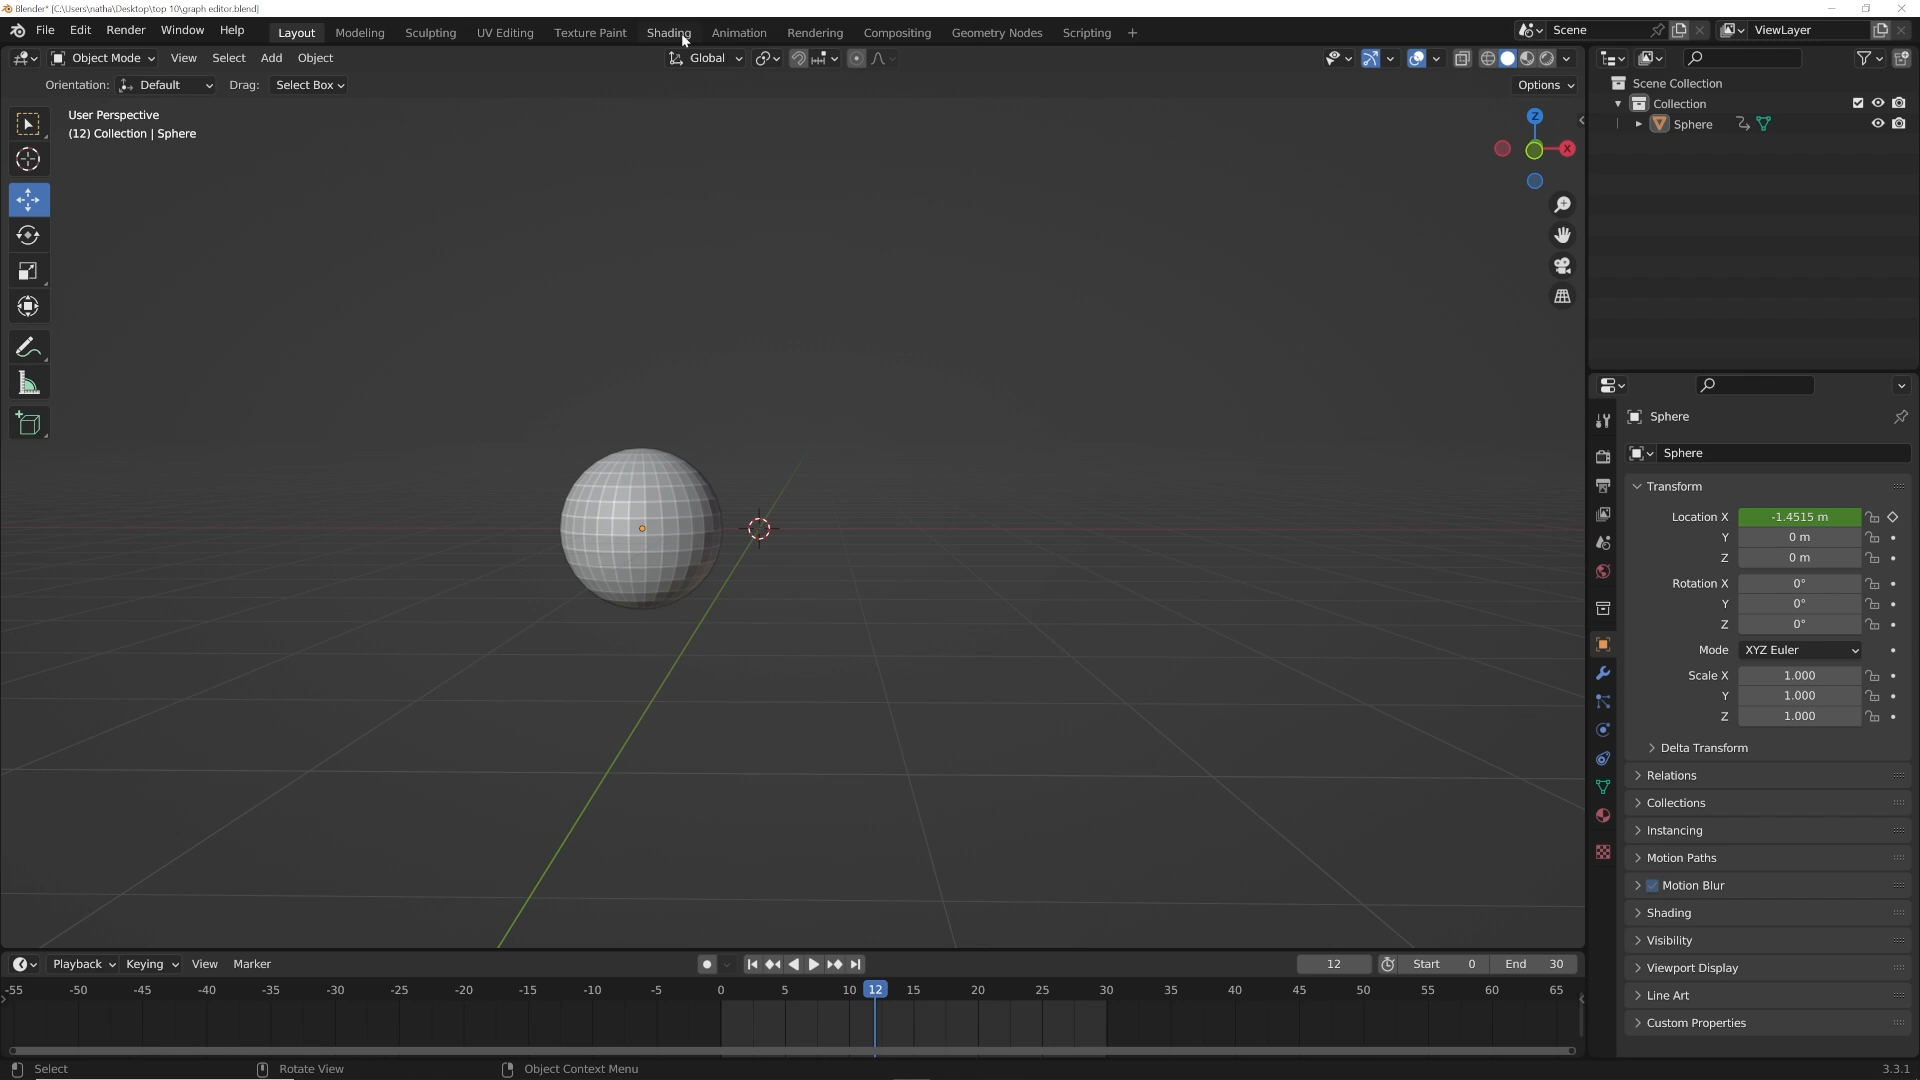 Blender* [C:\Users\natha\Desktop\top 10\graph editor.blend]
File Edit Render Window Help Layout Modeling Sculpting UV Editing Texture Paint Shading Animation Rendering Compositing Geometry Nodes Scripting + Scene ViewLayer
Object Mode View Select Add Object Global
Orientation: Default Drag: Select Box Options
User Perspective
(12) Collection | Sphere
Z
X
Scene Collection
Collection
Sphere
Sphere
Sphere
Transform
Location X -1.4515 m
Y 0 m
Z 0 m
Rotation X 0°
Y 0°
Z 0°
Mode XYZ Euler
Scale X 1.000
Y 1.000
Z 1.000
Delta Transform
Relations
Collections
Instancing
Motion Paths
Motion Blur
Shading
Visibility
Viewport Display
Line Art
Custom Properties
Playback Keying View Marker 12 Start 0 End 30
-55 -50 -45 -40 -35 -30 -25 -20 -15 -10 -5 0 5 10 12 15 20 25 30 35 40 45 50 55 60 65
Select Rotate View Object Context Menu 3.3.1